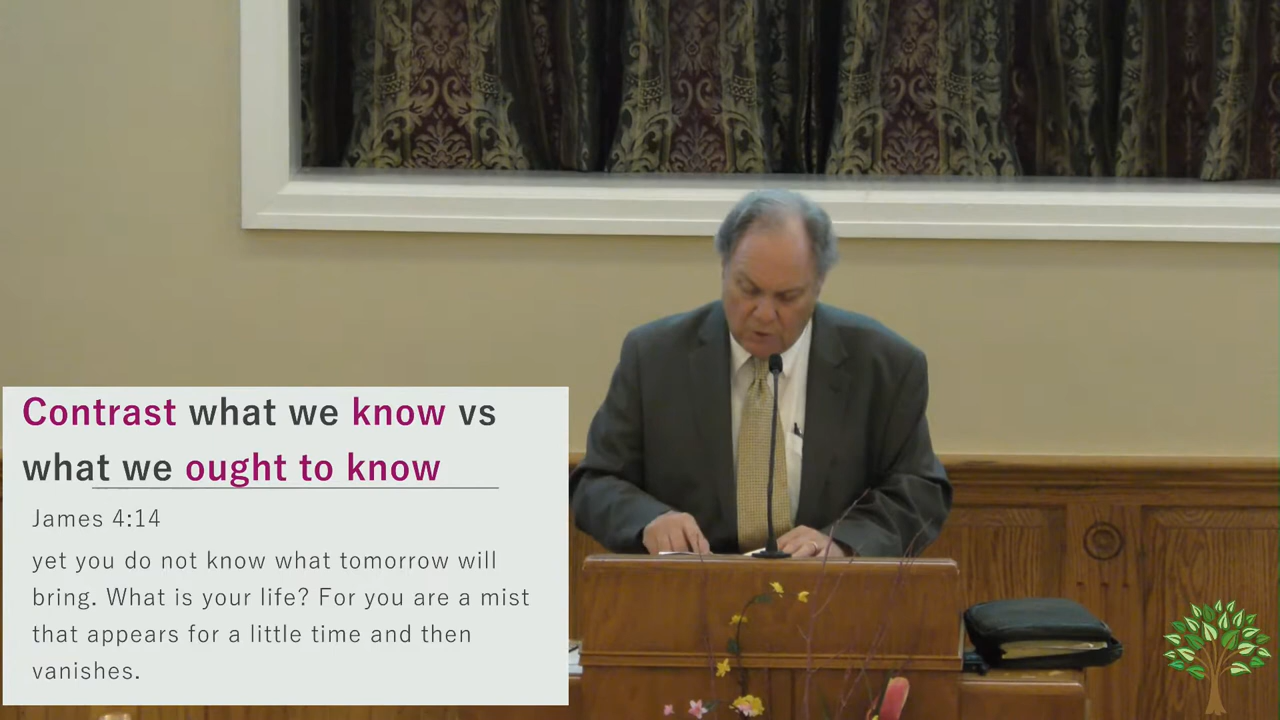 Contrast what we know vs
what we ought to know
James 4:14
yet you do not know what tomorrow will
bring. What is your life? For you are a mist
that appears for a little time and then
vanishes.